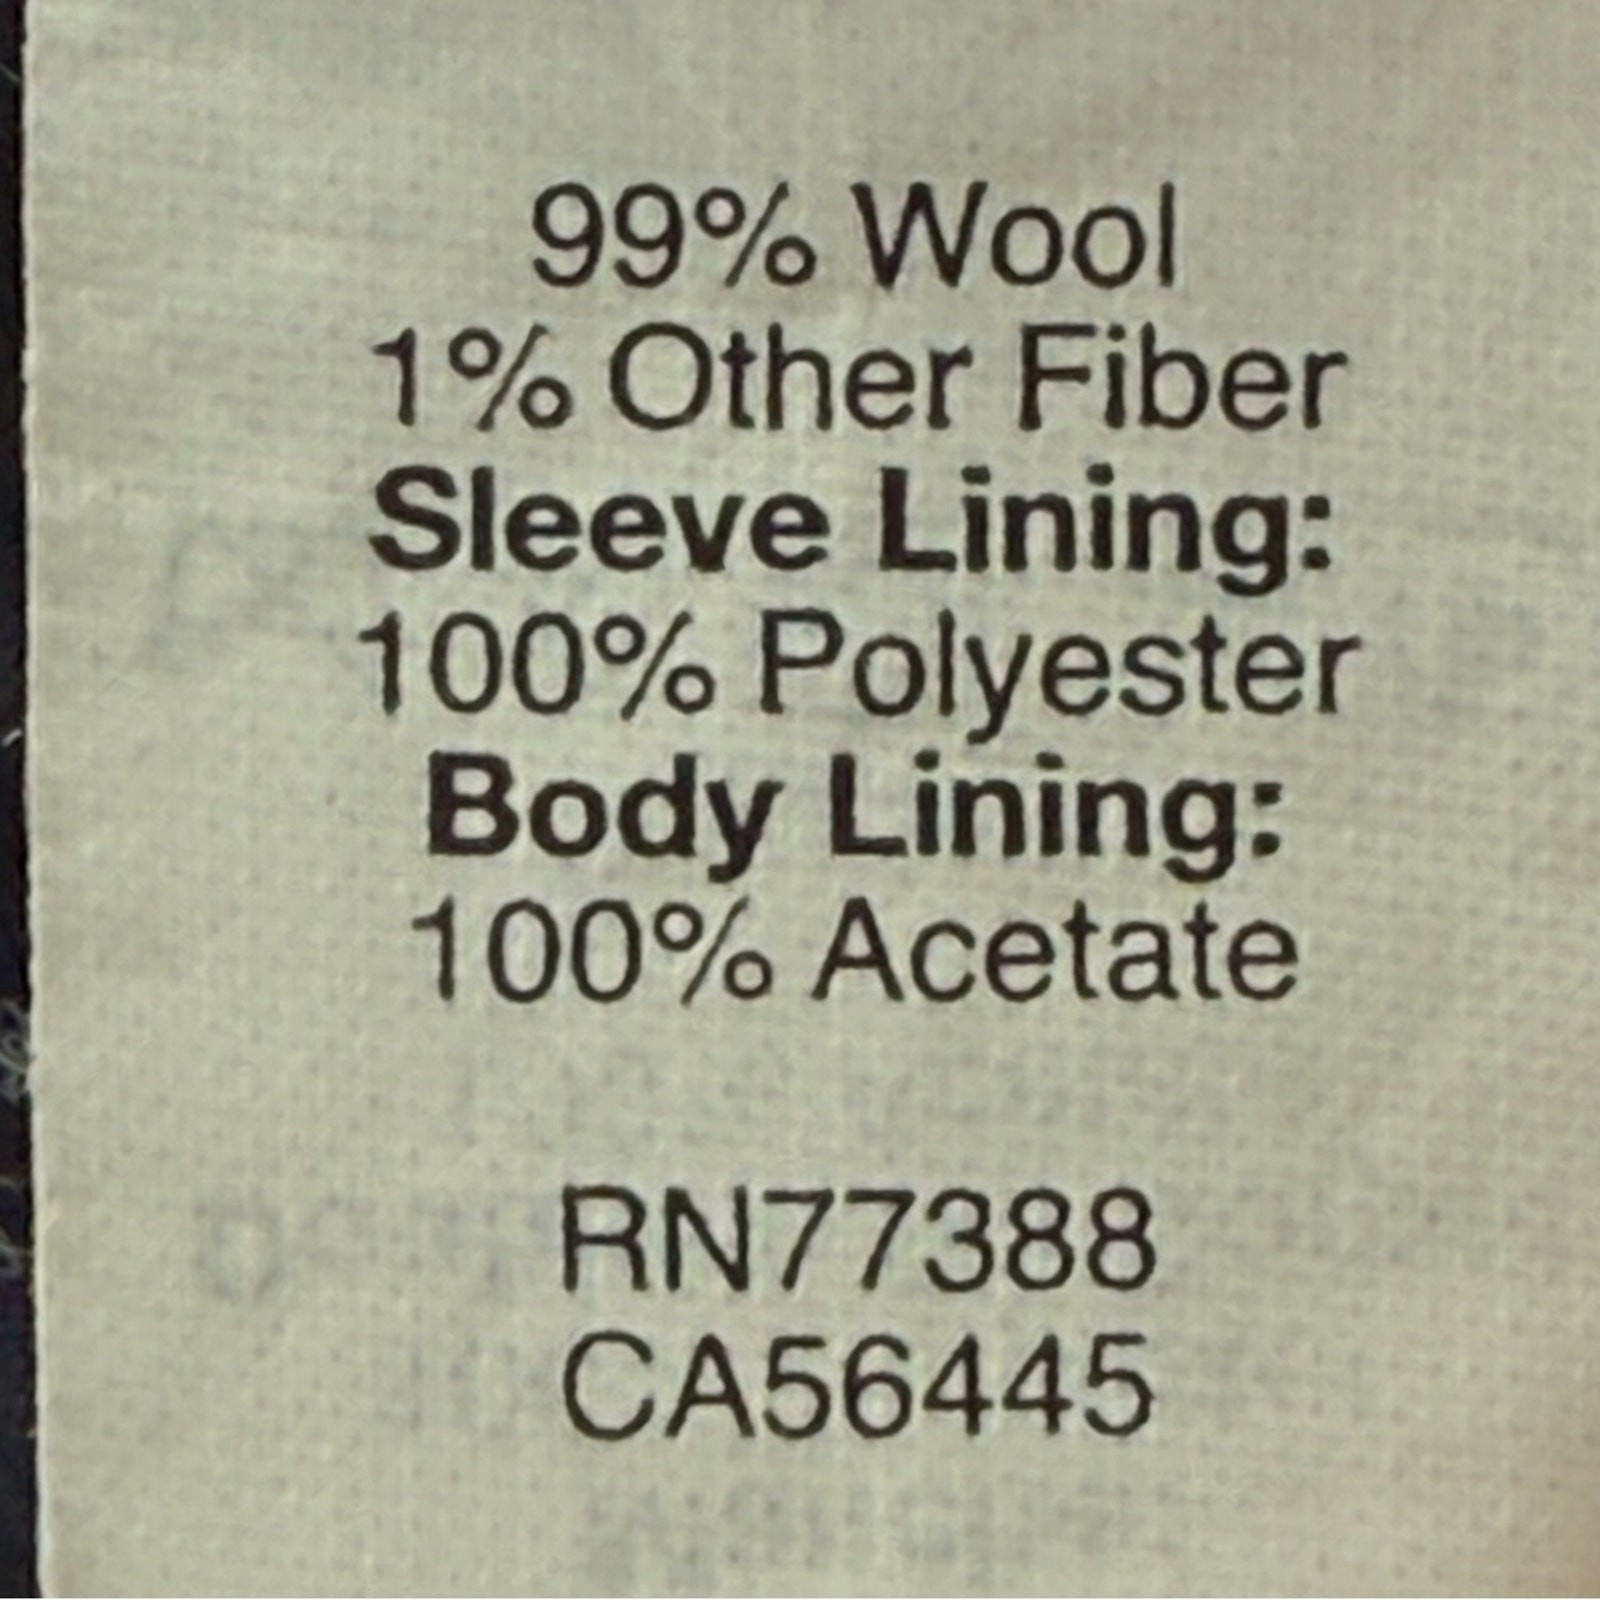 99% Wool
1% Other Fiber
Sleeve Lining:
100% Polyester
Body Lining:
100% Acetate
RN77388
CA56445